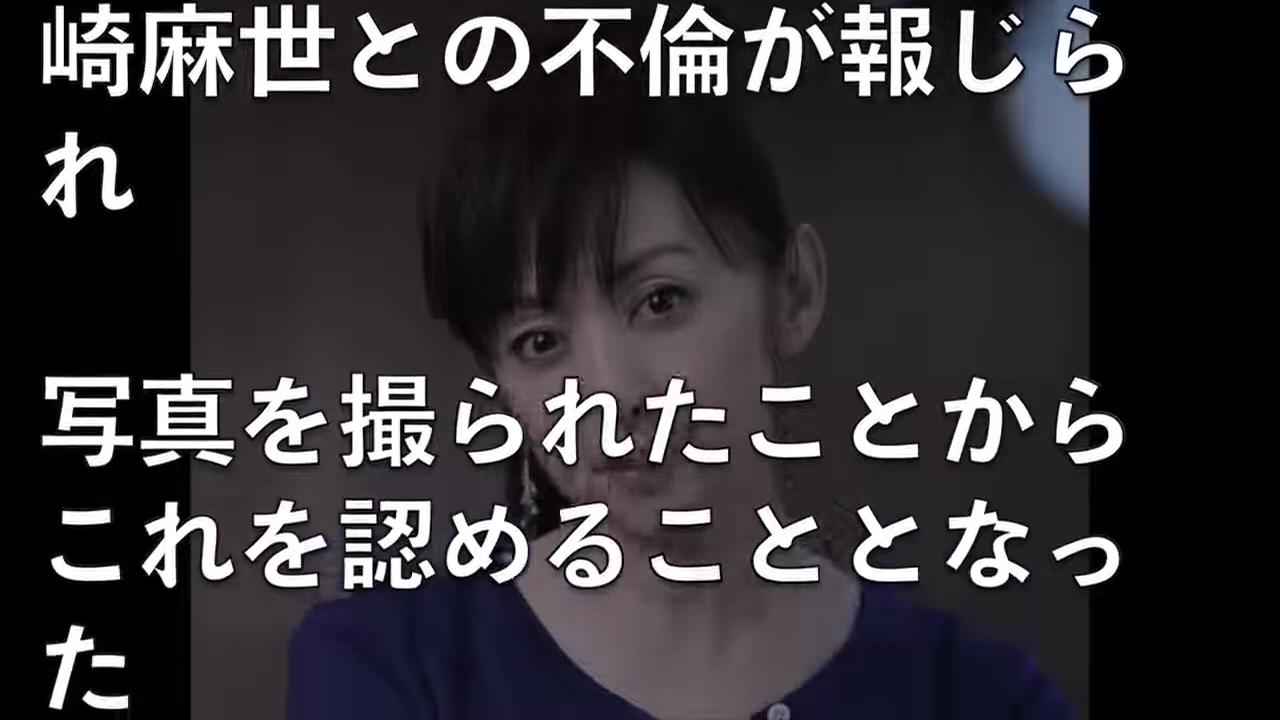 崎麻世との不倫が報じら
れ
写真を撮られたことから
これを認めることとなっ
た